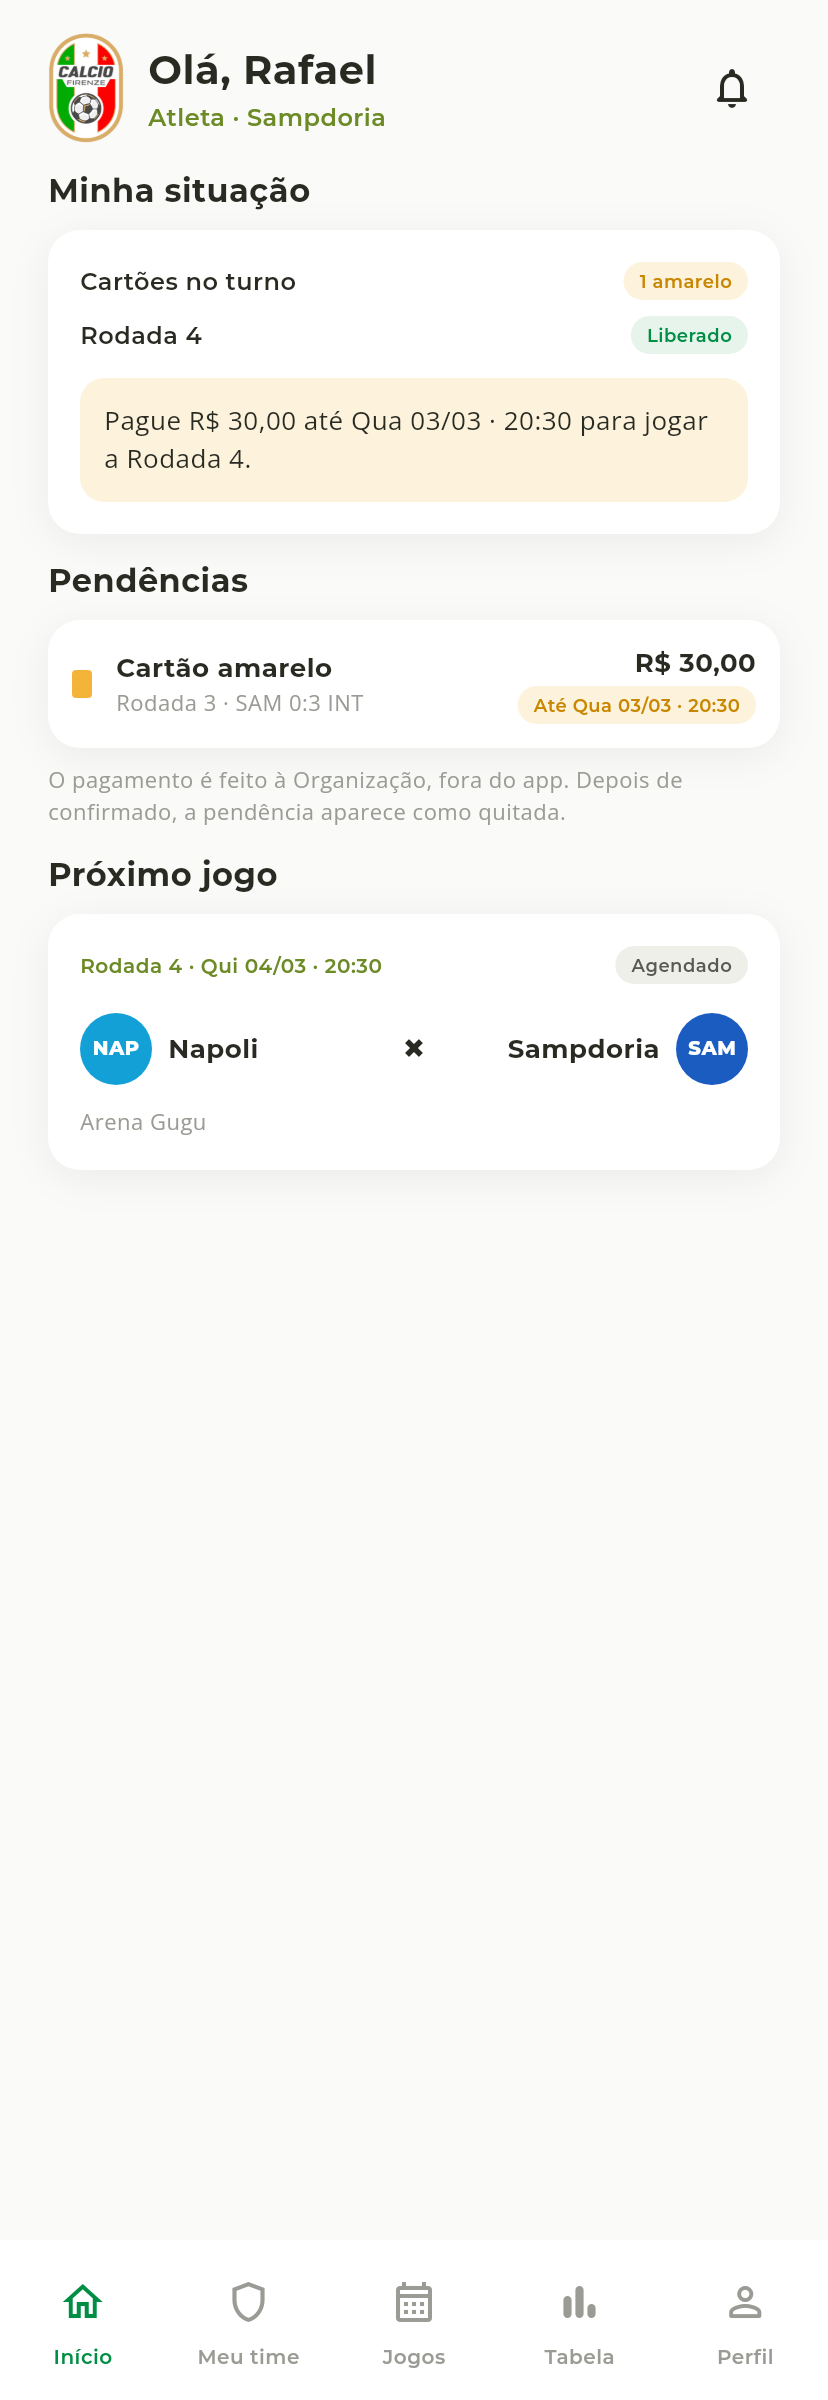 CALCIO
FIRENZE
Olá, Rafael
Atleta · Sampdoria
Minha situação
Cartões no turno
1 amarelo
Rodada 4
Liberado
Pague R$ 30,00 até Qua 03/03 · 20:30 para jogar
a Rodada 4.
Pendências
Cartão amarelo
R$ 30,00
Rodada 3 · SAM 0:3 INT
Até Qua 03/03 · 20:30
O pagamento é feito à Organização, fora do app. Depois de
confirmado, a pendência aparece como quitada.
Próximo jogo
Rodada 4 · Qui 04/03 · 20:30
Agendado
NAP Napoli ✖ Sampdoria SAM
Arena Gugu
Início Meu time Jogos Tabela Perfil